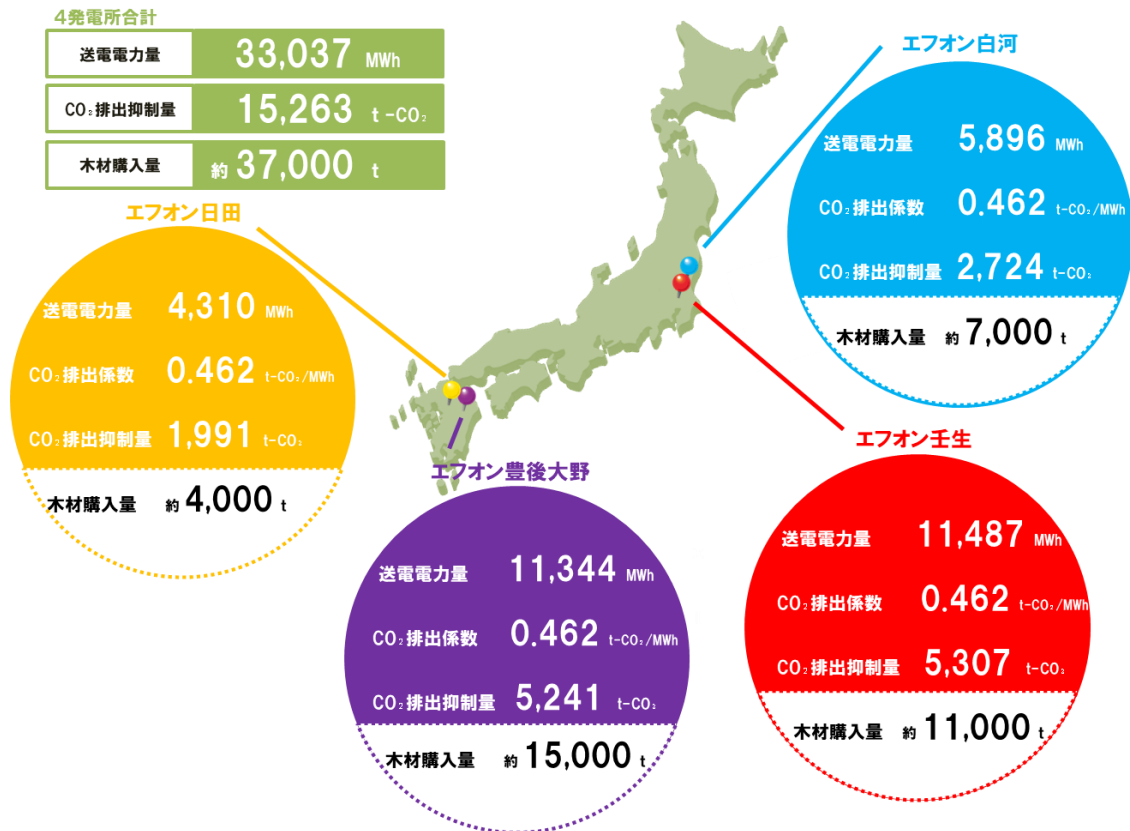 4発電所合計
送電電力量 33,037 MWh
CO₂排出抑制量 15,263 t-CO₂
木材購入量 約 37,000 t
エフオン白河
送電電力量 5,896 MWh
CO₂排出係数 0.462 t-CO₂/MWh
CO₂排出抑制量 2,724 t-CO₂
木材購入量 約 7,000 t
エフオン日田
送電電力量 4,310 MWh
CO₂排出係数 0.462 t-CO₂/MWh
CO₂排出抑制量 1,991 t-CO₂
木材購入量 約 4,000 t
エフオン豊後大野
送電電力量 11,344 MWh
CO₂排出係数 0.462 t-CO₂/MWh
CO₂排出抑制量 5,241 t-CO₂
木材購入量 約 15,000 t
エフオン壬生
送電電力量 11,487 MWh
CO₂排出係数 0.462 t-CO₂/MWh
CO₂排出抑制量 5,307 t-CO₂
木材購入量 約 11,000 t